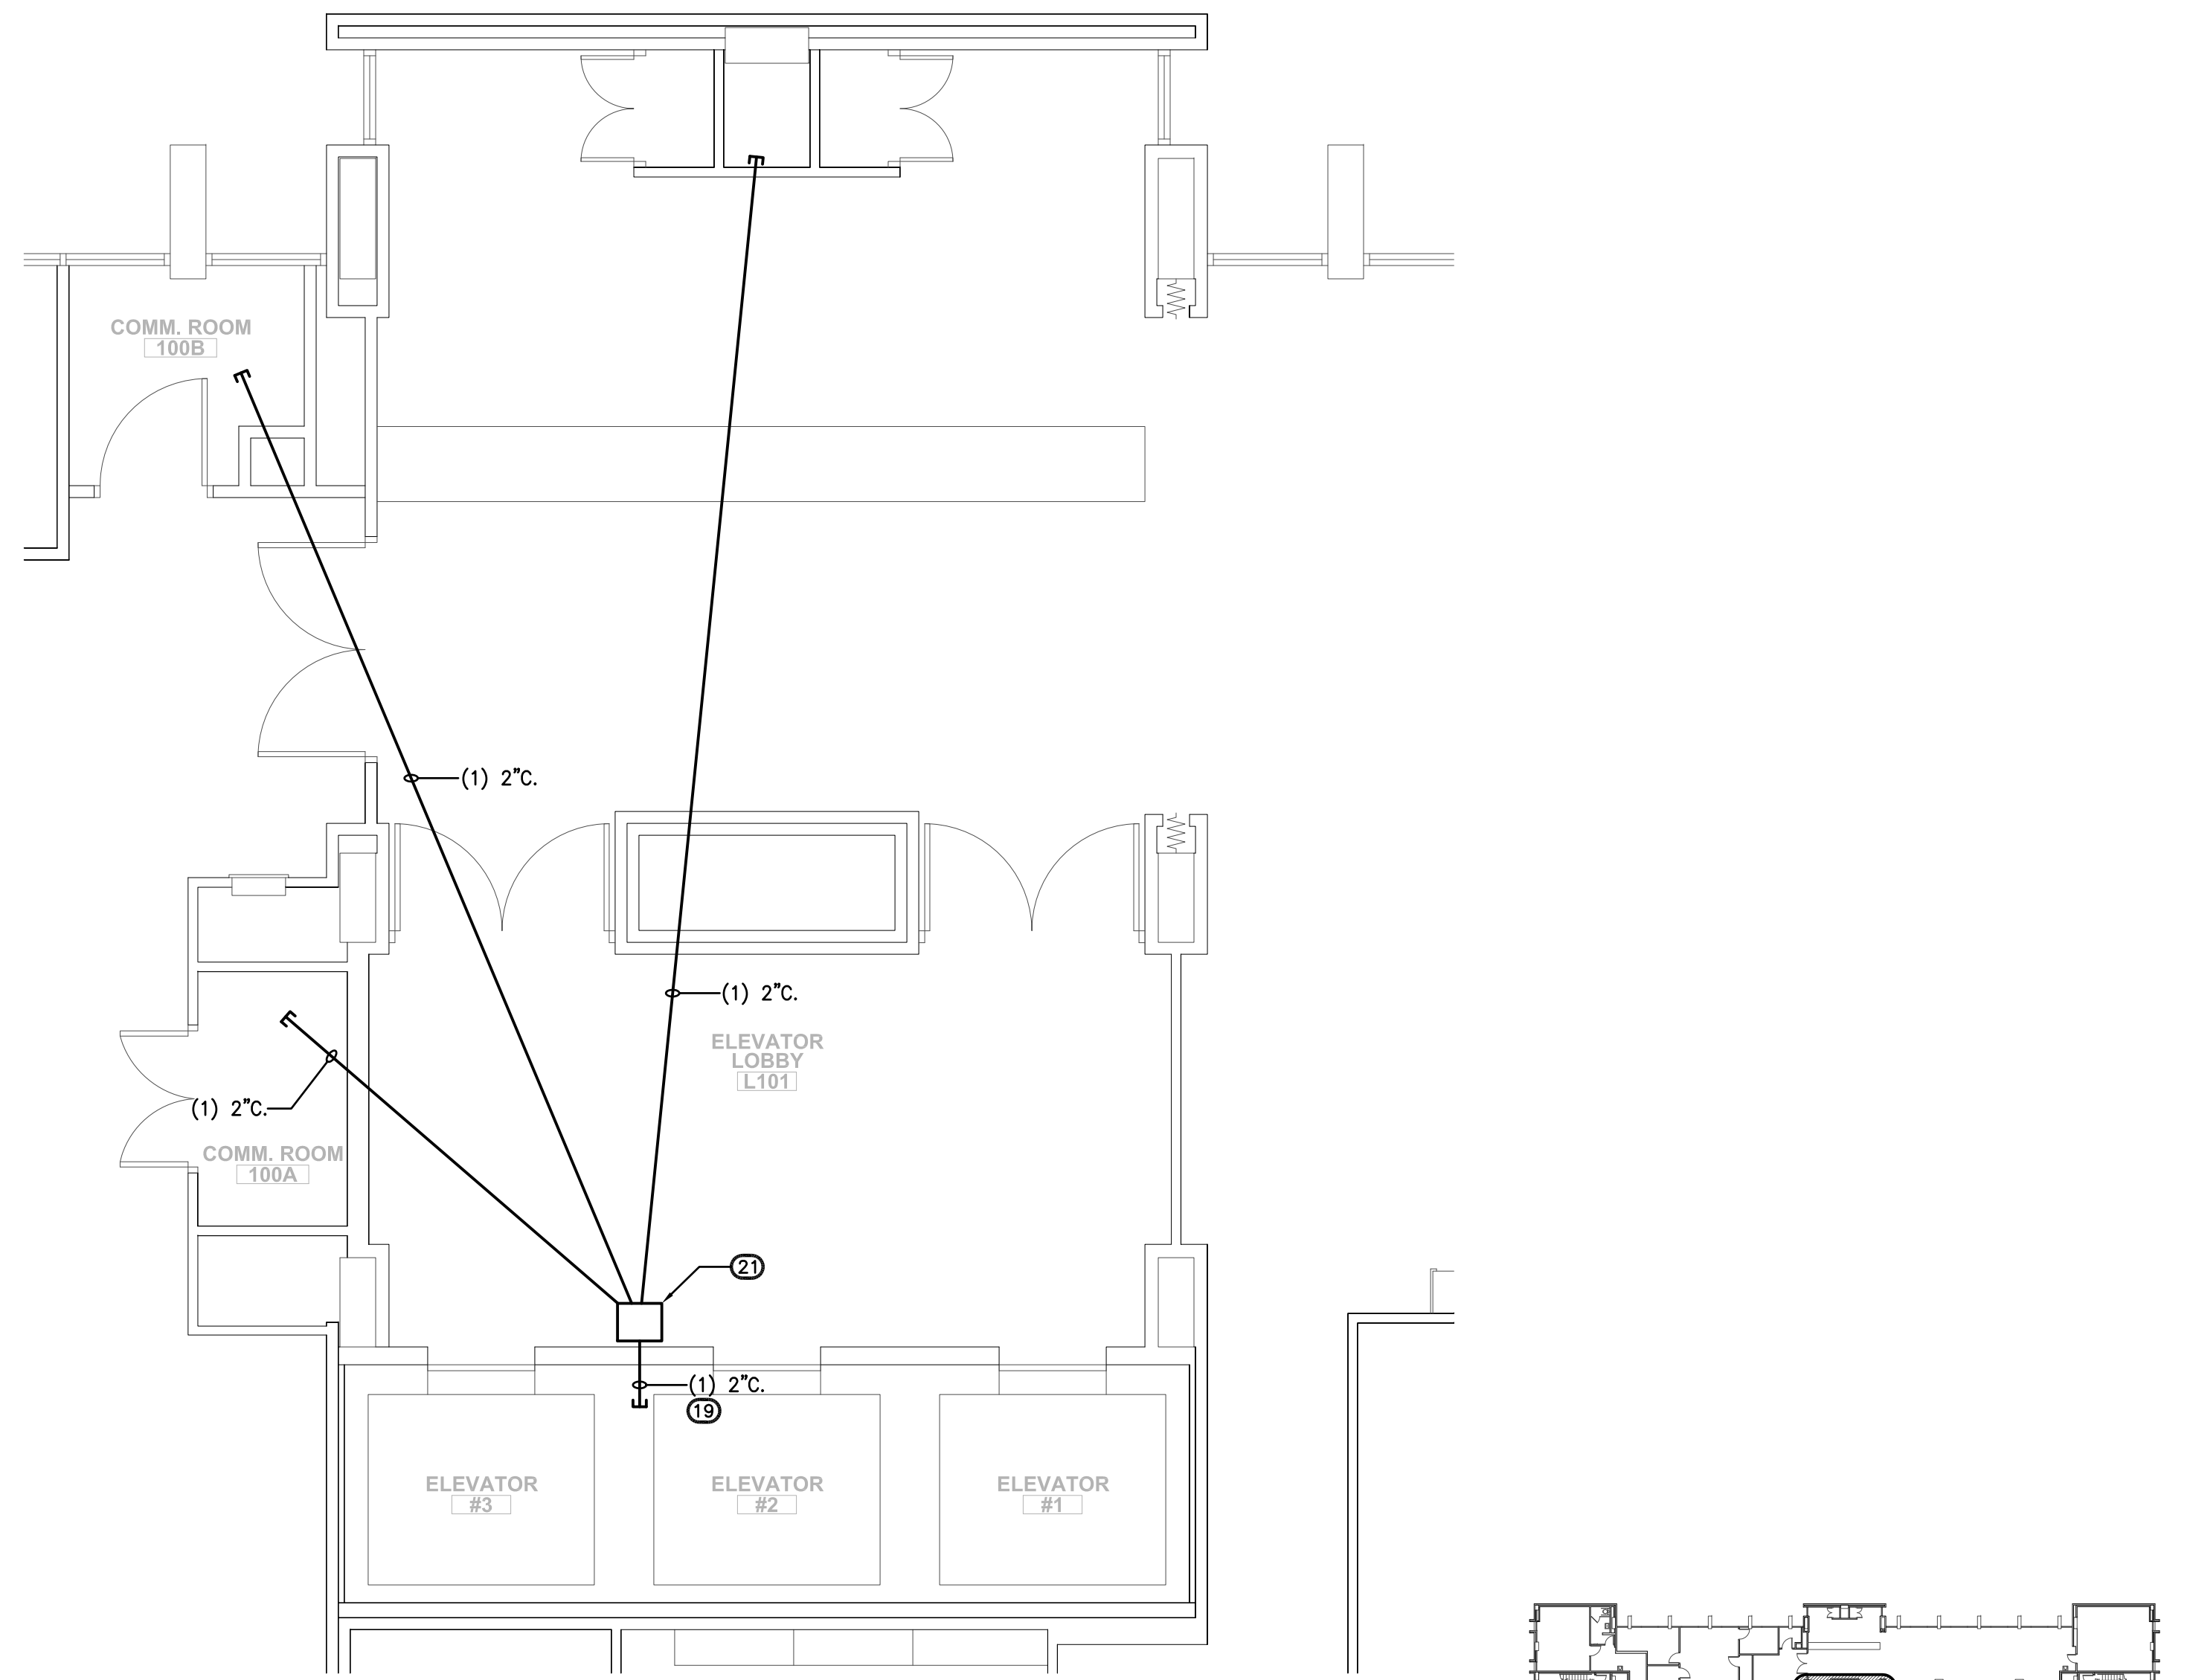 COMM. ROOM
100B
(1) 2"C.
(1) 2"C.
ELEVATOR
LOBBY
L101
(1) 2"C.
COMM. ROOM
100A
21
(1) 2"C.
19
ELEVATOR
#3
ELEVATOR
#2
ELEVATOR
#1